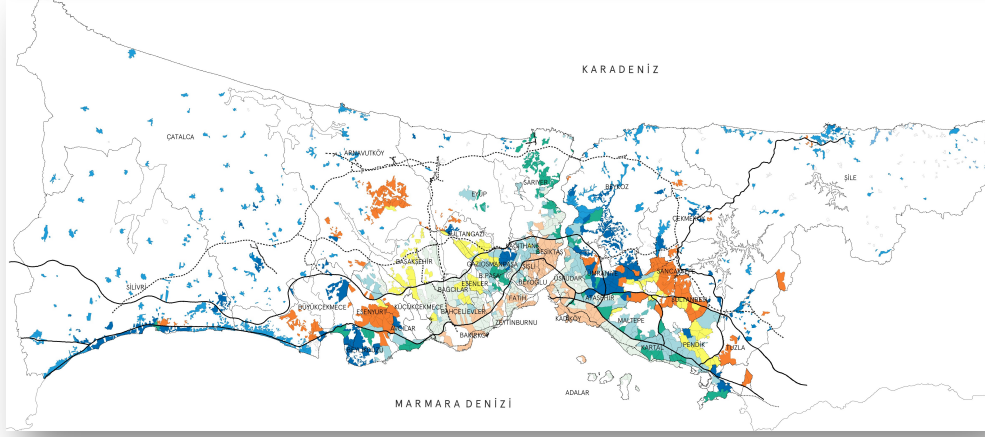 KARADENİZ
ÇATALCA
ARNAVUTKÖY
ŞİLE
SARIYER
BEYKOZ
EYÜP
ÇEKMEKÖY
SULTANGAZİ
KAĞITHANE
BEŞİKTAŞ
BAŞAKŞEHİR
GAZİOSMANPAŞA
ŞİŞLİ
SANCAKTEPE
B.PAŞA
ÜSKÜDAR
ESENLER
BEYOĞLU
SİLİVRİ
BAĞCILAR
FATİH
ATAŞEHİR
SULTANBEYLİ
BÜYÜKÇEKMECE
KÜÇÜKÇEKMECE
ESENYURT
BAHÇELİEVLER
ZEYTİNBURNU
KADIKÖY
MALTEPE
AVCILAR
BAKIRKÖY
KARTAL
PENDİK
TUZLA
ADALAR
MARMARA DENİZİ